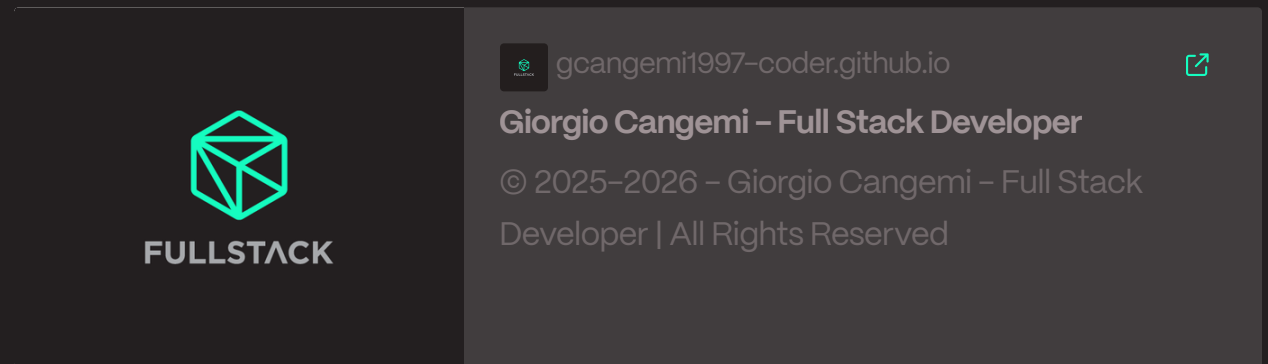 FULLSTACK
gcangemi1997-coder.github.io
Giorgio Cangemi - Full Stack Developer
© 2025-2026 - Giorgio Cangemi - Full Stack
Developer | All Rights Reserved